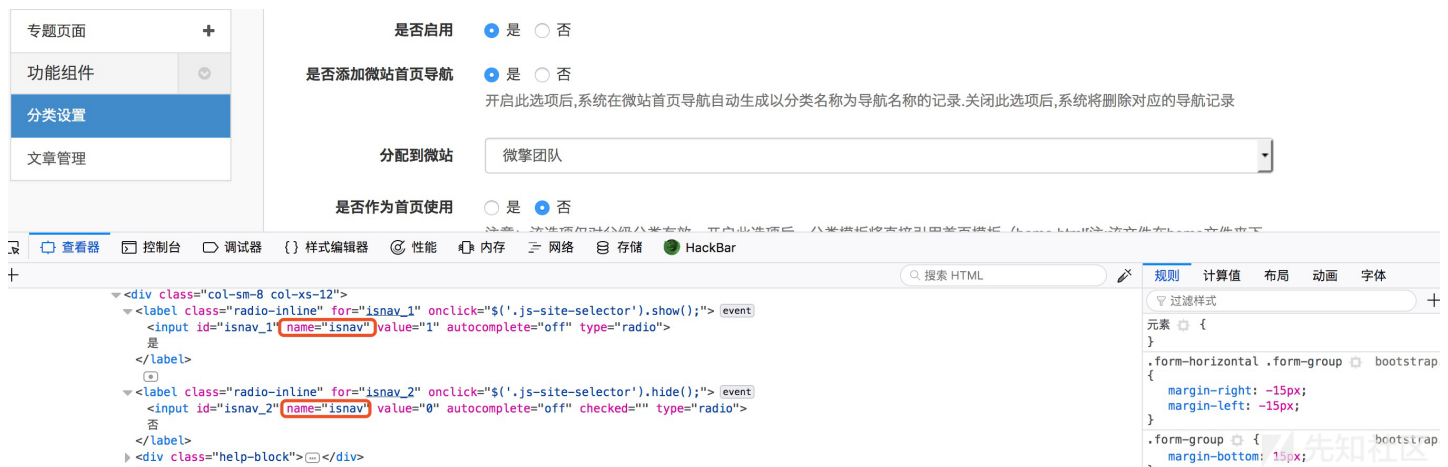 专题页面
是否启用 是 否
功能组件
是否添加微站首页导航 是 否
开启此选项后,系统在微站首页导航自动生成以分类名称为导航名称的记录.关闭此选项后,系统将删除对应的导航记录
分类设置
分配到微站 微擎团队
文章管理
是否作为首页使用 是 否
查看器 控制台 调试器 {} 样式编辑器 性能 内存 网络 存储 HackBar
搜索 HTML
规则 计算值 布局 动画 字体
过滤样式
<div class="col-sm-8 col-xs-12">
<label class="radio-inline" for="isnav_1" onclick="$('.js-site-selector').show();"> event
<input id="isnav_1" name="isnav" value="1" autocomplete="off" type="radio">
是
</label>
<label class="radio-inline" for="isnav_2" onclick="$('.js-site-selector').hide();"> event
<input id="isnav_2" name="isnav" value="0" autocomplete="off" checked="" type="radio">
否
</label>
<div class="help-block"></div>
元素 {
}
.form-horizontal .form-group bootstrap
{
margin-right: -15px;
margin-left: -15px;
}
.form-group { bootstrap
margin-bottom: 15px;
先知社区